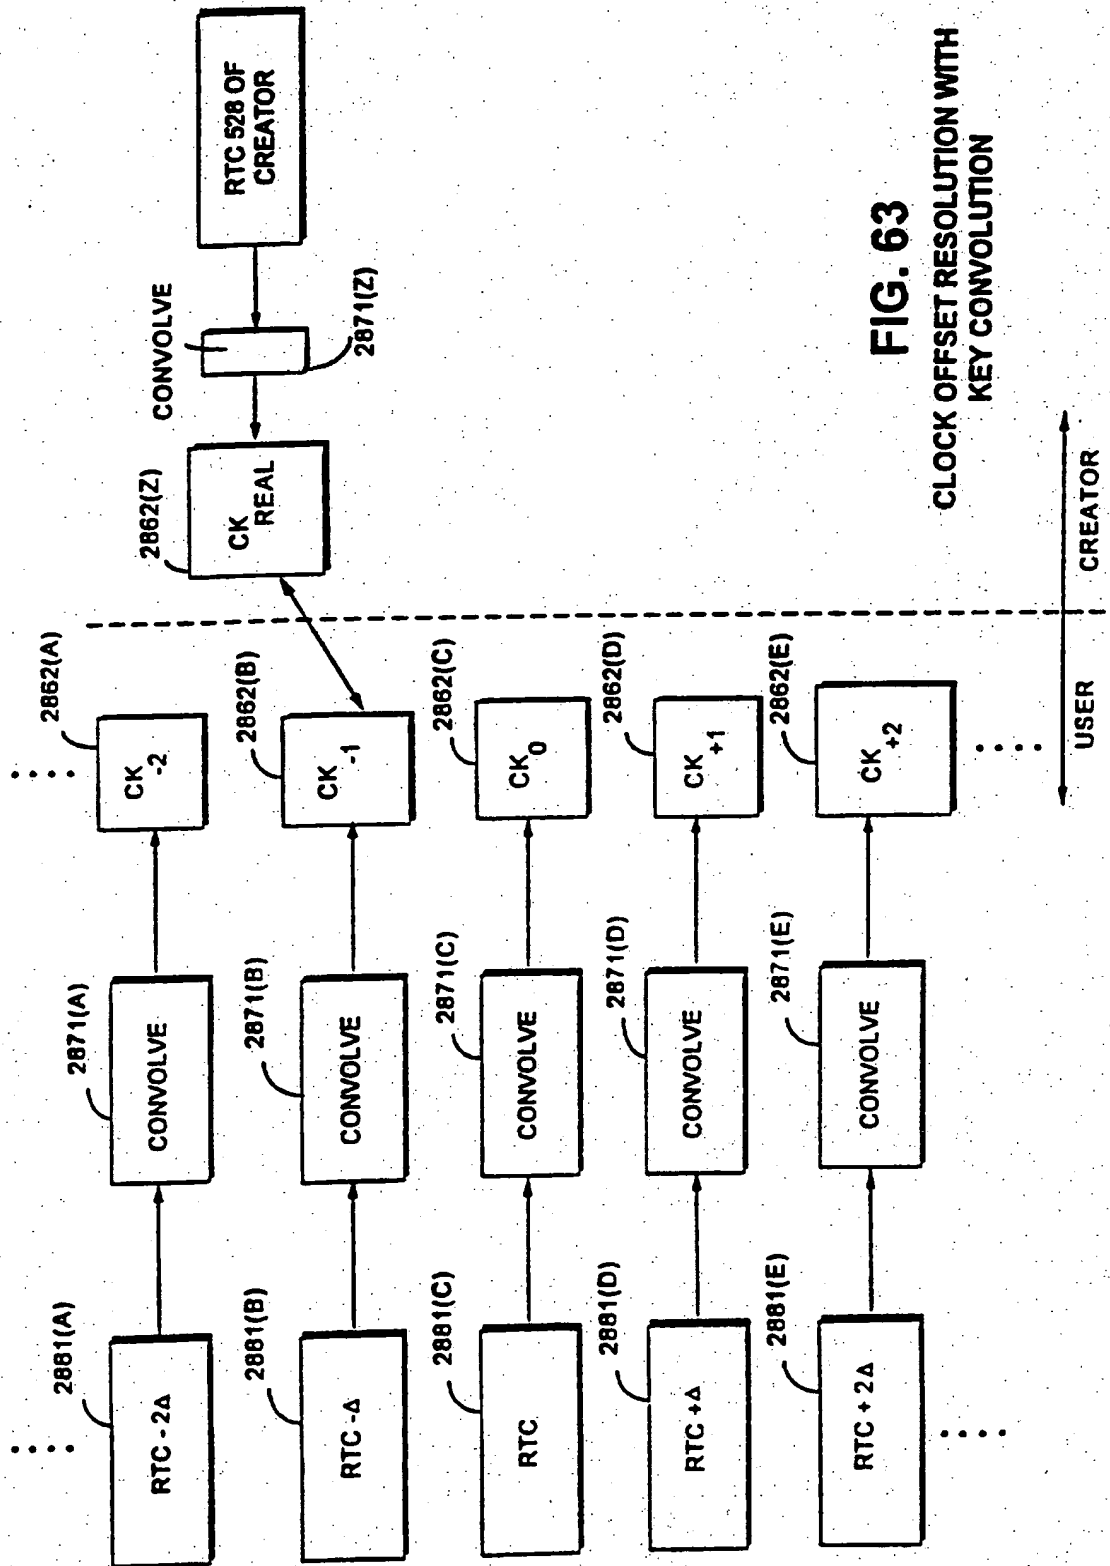 2881(A)
RTC - 2Δ
2871(A)
CONVOLVE
2862(A)
CK -2
2881(B)
RTC -Δ
2871(B)
CONVOLVE
2862(B)
CK -1
2881(C)
RTC
2871(C)
CONVOLVE
2862(C)
CK 0
2881(D)
RTC +Δ
2871(D)
CONVOLVE
2862(D)
CK +1
2881(E)
RTC + 2Δ
2871(E)
CONVOLVE
2862(E)
CK +2
2862(Z)
CK REAL
CONVOLVE
2871(Z)
RTC 528 OF
CREATOR
USER
CREATOR
FIG. 63
CLOCK OFFSET RESOLUTION WITH
KEY CONVOLUTION